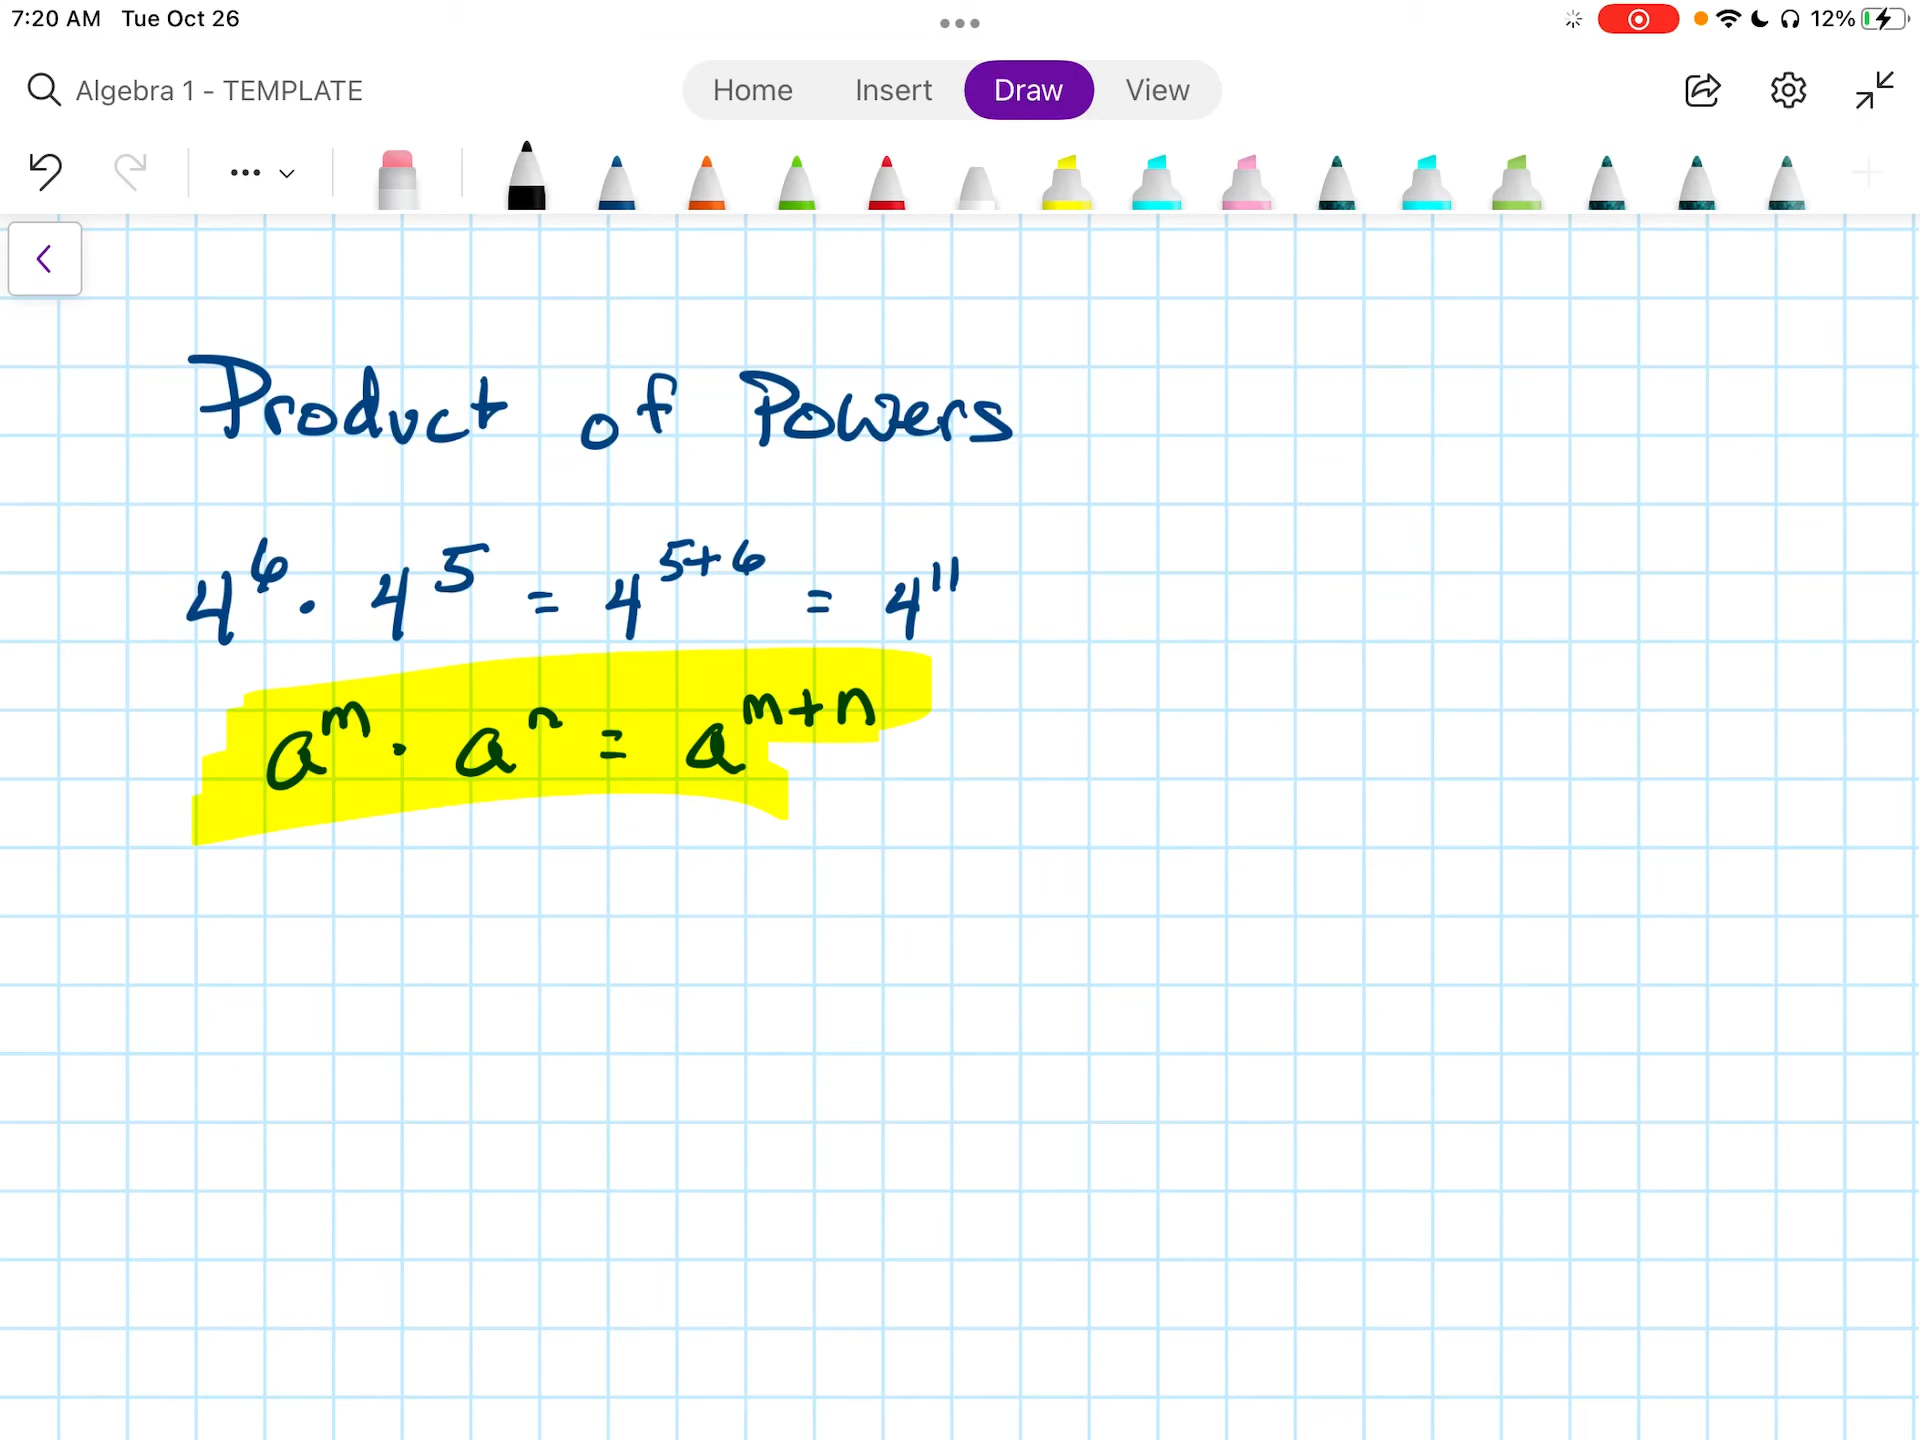 7:20 AM Tue Oct 26 12%
Algebra 1 - TEMPLATE Home Insert Draw View
Product of Powers
4⁶ · 4⁵ = 4⁵⁺⁶ = 4¹¹
aᵐ · aⁿ = aᵐ⁺ⁿ